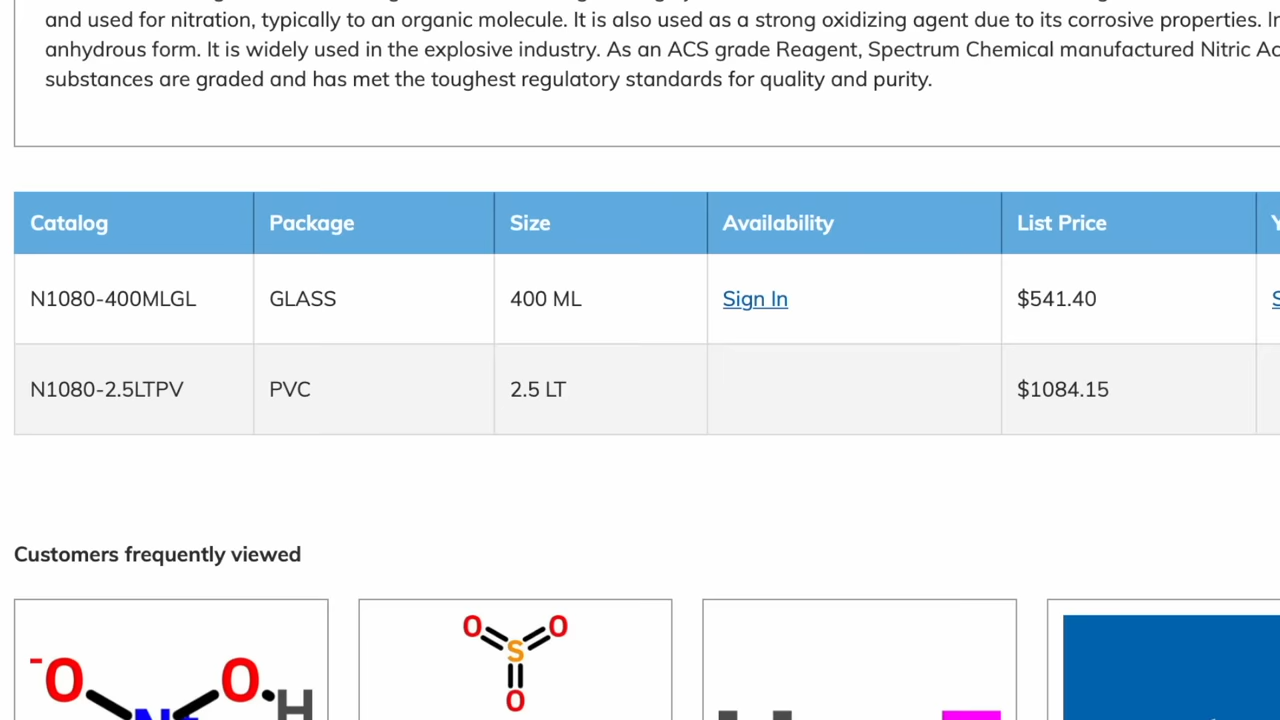 and used for nitration, typically to an organic molecule. It is also used as a strong oxidizing agent due to its corrosive properties. In
anhydrous form. It is widely used in the explosive industry. As an ACS grade Reagent, Spectrum Chemical manufactured Nitric Ac
substances are graded and has met the toughest regulatory standards for quality and purity.
Catalog Package Size Availability List Price Y
N1080-400MLGL GLASS 400 ML Sign In $541.40 S
N1080-2.5LTPV PVC 2.5 LT $1084.15
Customers frequently viewed
O O
S
O
-O O H
N+